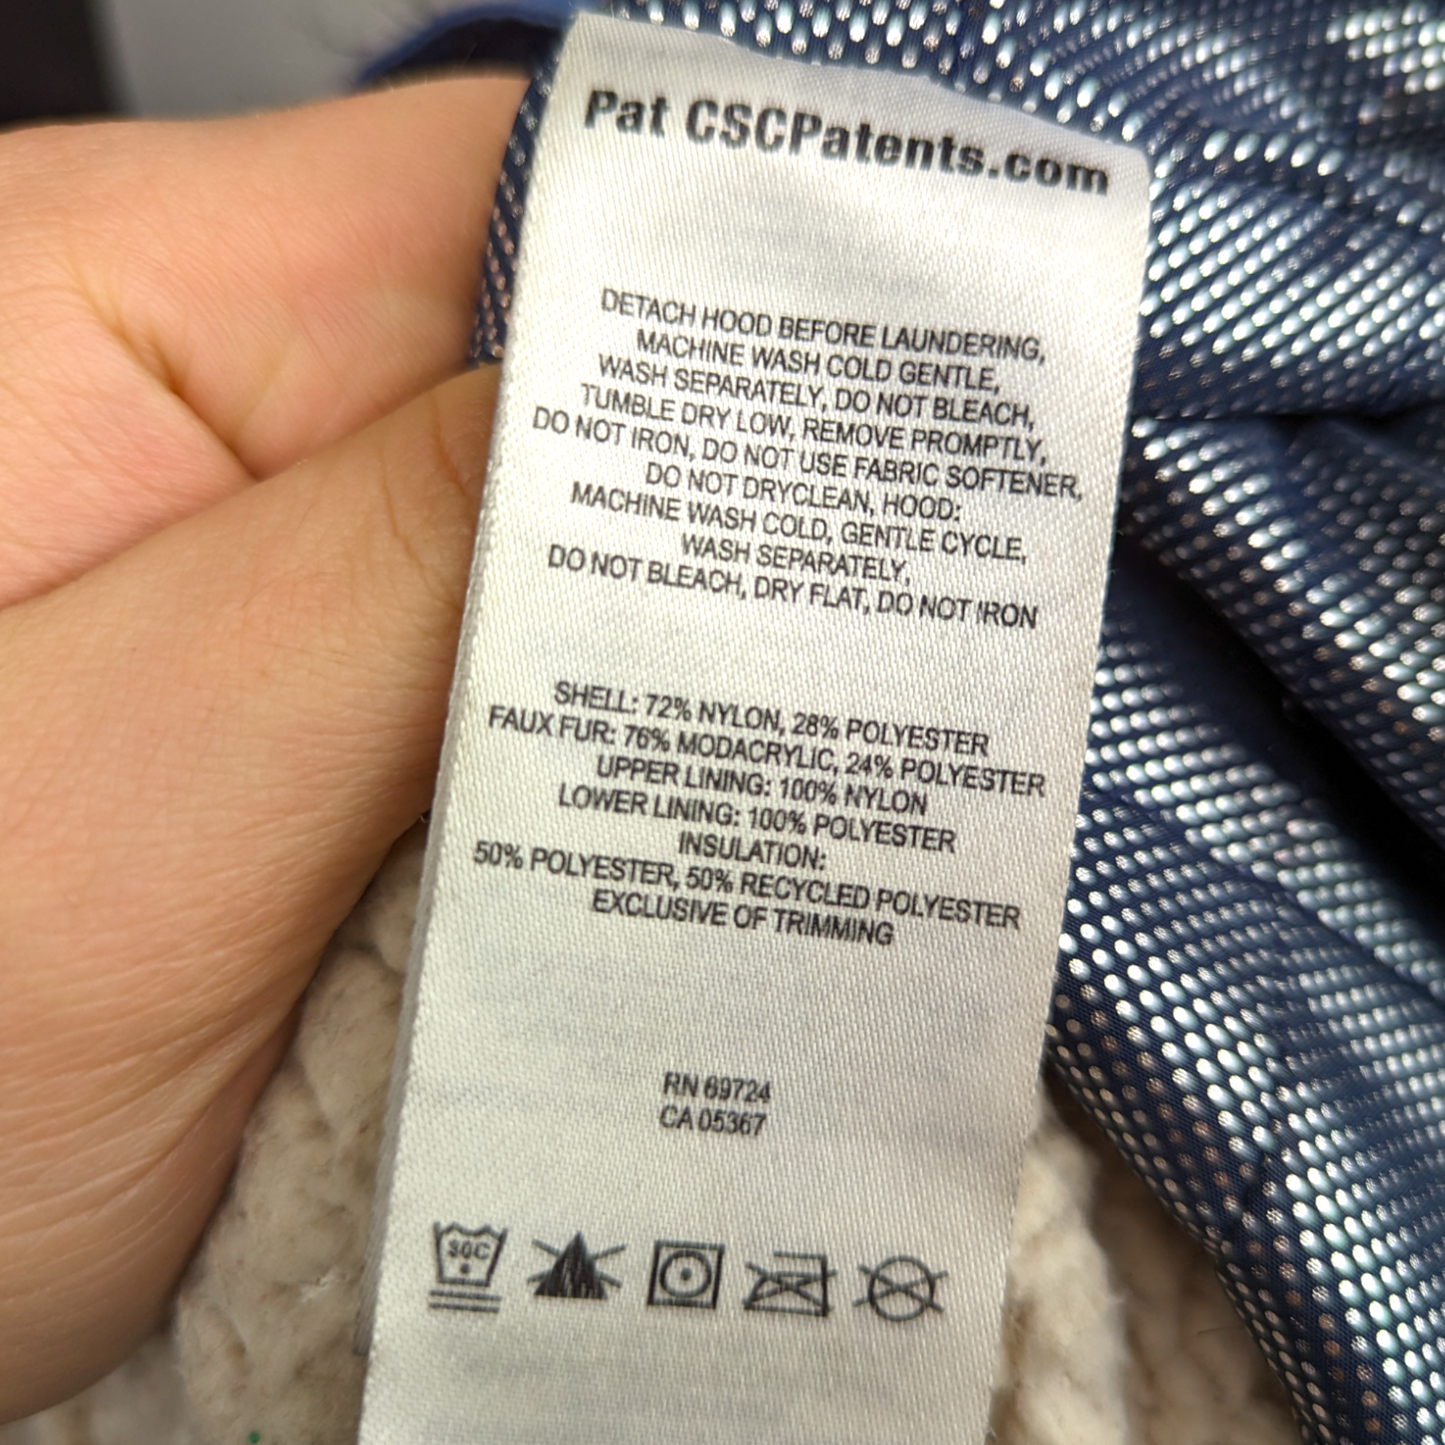 Pat CSCPatents.com
DETACH HOOD BEFORE LAUNDERING,
MACHINE WASH COLD GENTLE,
WASH SEPARATELY, DO NOT BLEACH,
TUMBLE DRY LOW, REMOVE PROMPTLY,
DO NOT IRON, DO NOT USE FABRIC SOFTENER,
DO NOT DRYCLEAN, HOOD:
MACHINE WASH COLD, GENTLE CYCLE,
WASH SEPARATELY,
DO NOT BLEACH, DRY FLAT, DO NOT IRON
SHELL: 72% NYLON, 28% POLYESTER
FAUX FUR: 76% MODACRYLIC, 24% POLYESTER
UPPER LINING: 100% NYLON
LOWER LINING: 100% POLYESTER
INSULATION:
50% POLYESTER, 50% RECYCLED POLYESTER
EXCLUSIVE OF TRIMMING
RN 69724
CA 05367
30C